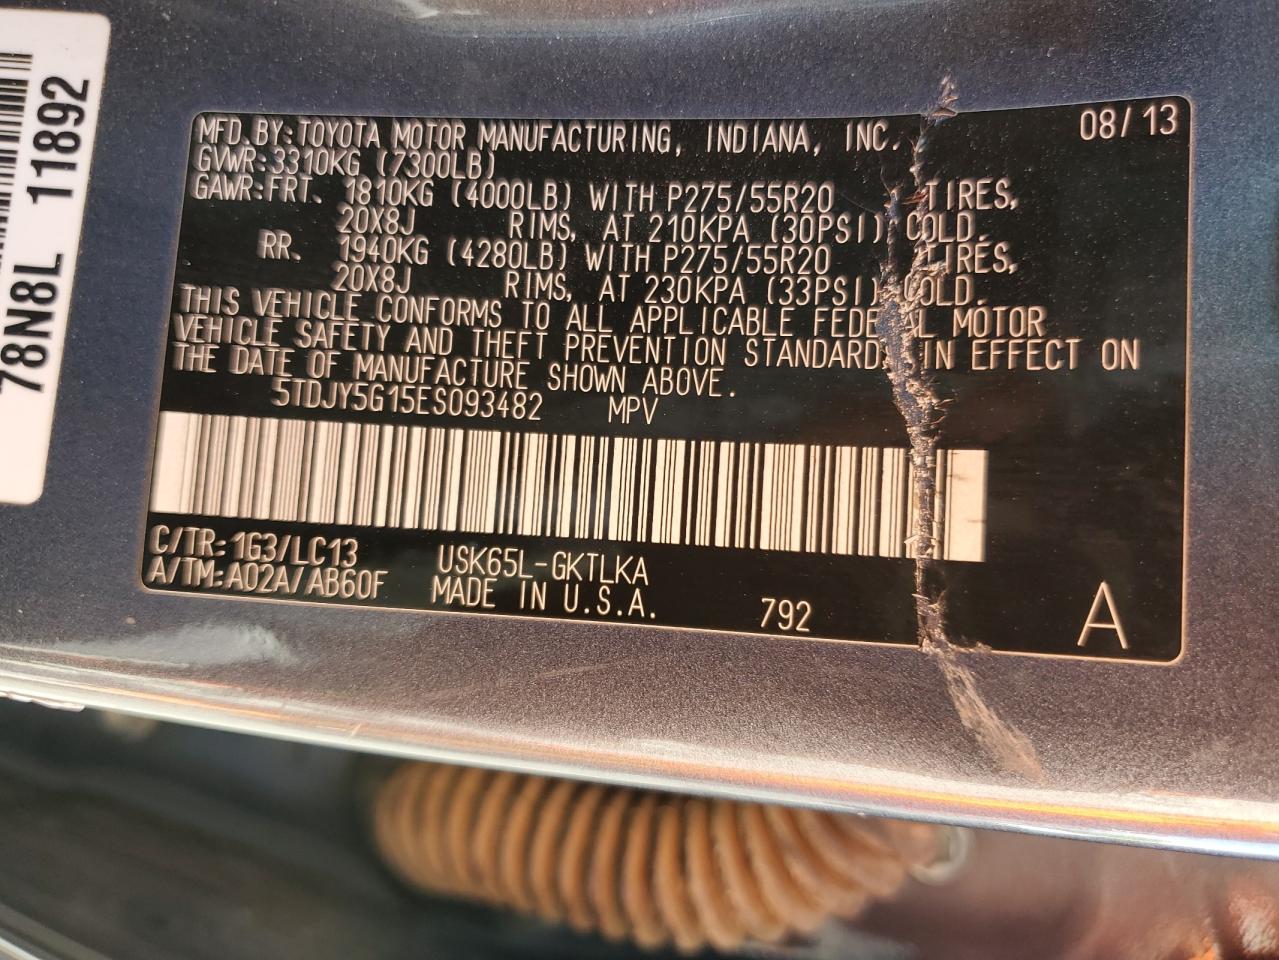 78N8L 11892
MFD.BY:TOYOTA MOTOR MANUFACTURING, INDIANA, INC. 08/13
GVWR:3310KG (7300LB)
GAWR:FRT. 1810KG (4000LB) WITH P275/55R20 TIRES,
20X8J RIMS, AT 210KPA (30PSI) COLD.
RR. 1940KG (4280LB) WITH P275/55R20 TIRES,
20X8J RIMS, AT 230KPA (33PSI) COLD.
THIS VEHICLE CONFORMS TO ALL APPLICABLE FEDERAL MOTOR
VEHICLE SAFETY AND THEFT PREVENTION STANDARDS IN EFFECT ON
THE DATE OF MANUFACTURE SHOWN ABOVE.
5TDJY5G15ES093482 MPV
C/TR:1G3/LC13 USK65L-GKTLKA
A/TM:A02A/AB60F MADE IN U.S.A. 792 A